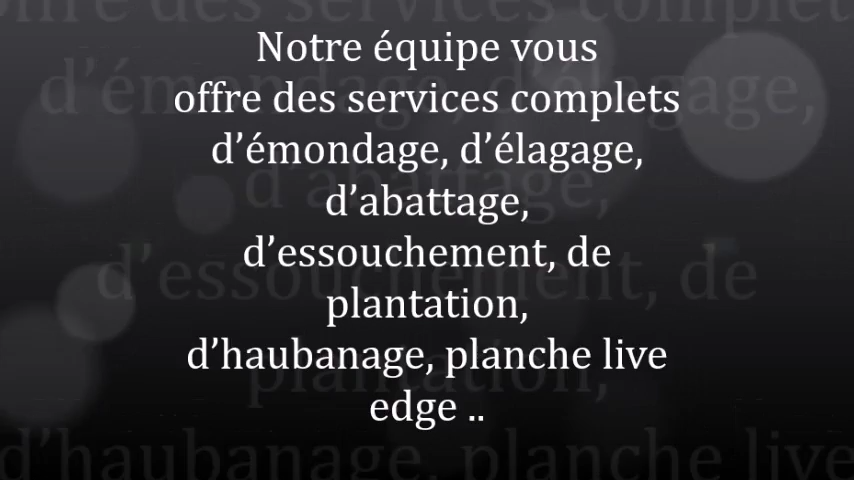 Notre équipe vous
offre des services complets
d’émondage, d’élagage,
d’abattage,
d’essouchement, de
plantation,
d’haubanage, planche live
edge ..